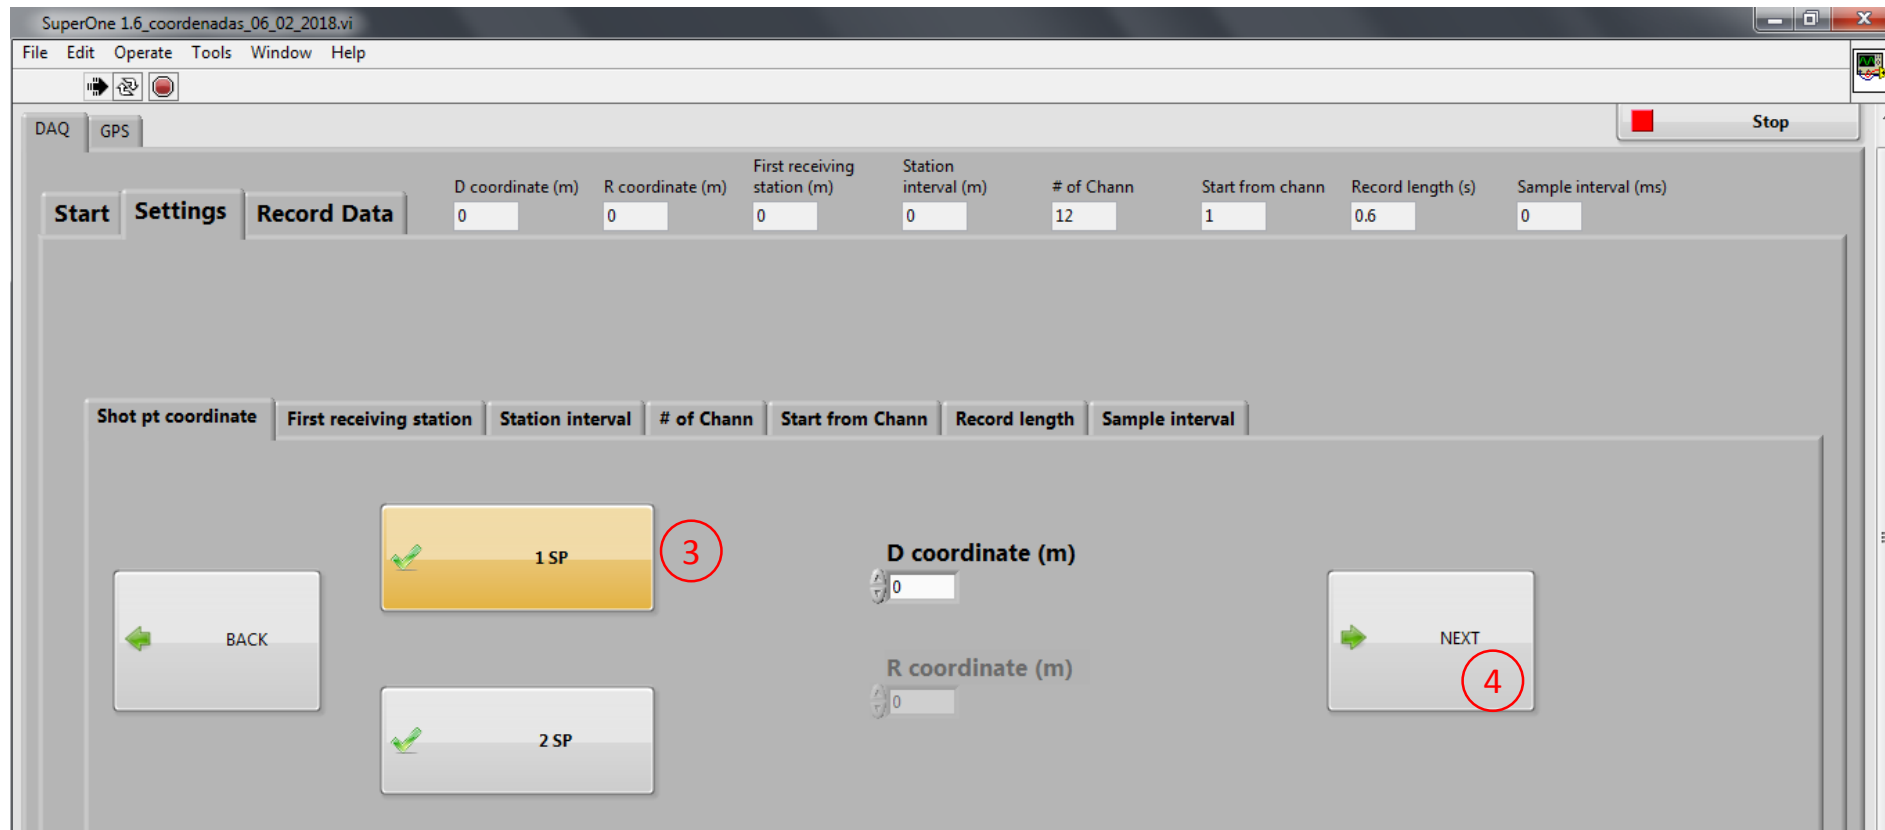 SuperOne 1.6_coordenadas_06_02_2018.vi
File Edit Operate Tools Window Help
DAQ GPS
Stop
Start Settings Record Data
D coordinate (m)
0
R coordinate (m)
0
First receiving
station (m)
0
Station
interval (m)
0
# of Chann
12
Start from chann
1
Record length (s)
0.6
Sample interval (ms)
0
Shot pt coordinate First receiving station Station interval # of Chann Start from Chann Record length Sample interval
BACK
1 SP
3
2 SP
D coordinate (m)
0
R coordinate (m)
0
NEXT
4